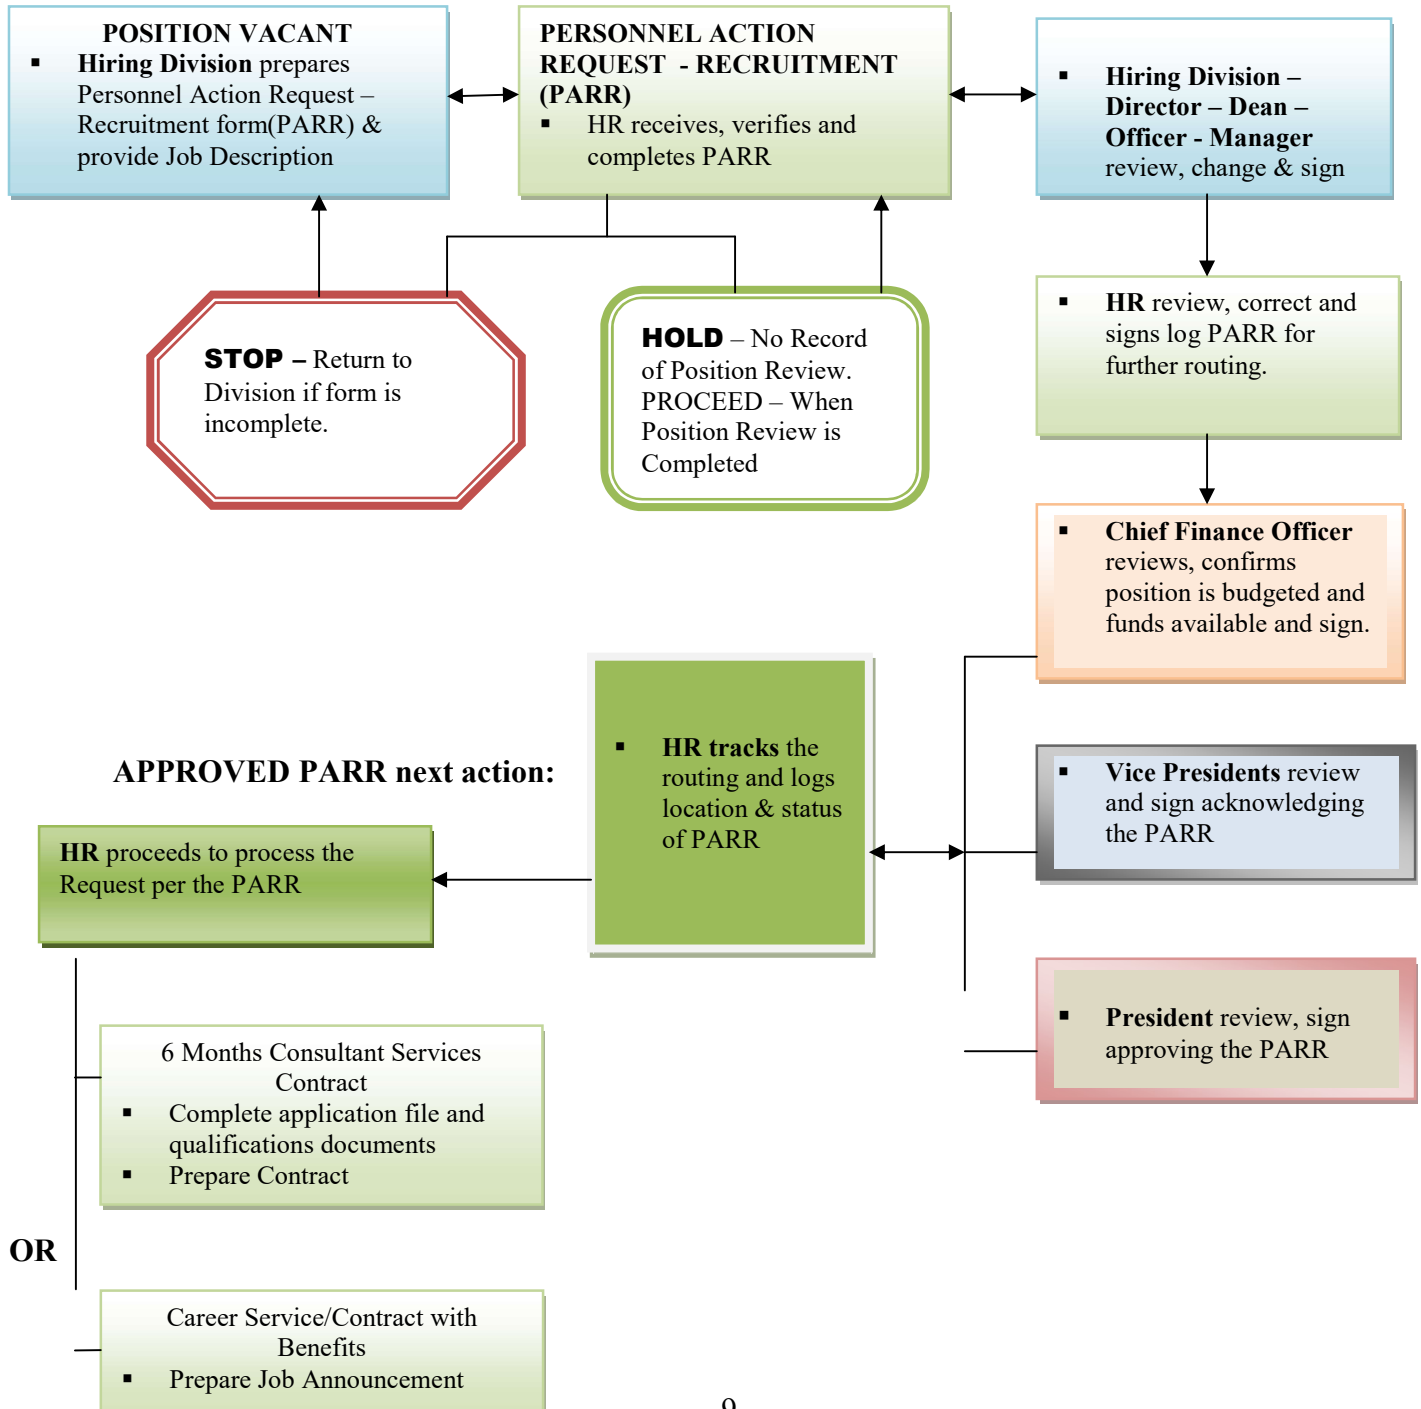 POSITION VACANT
▪ Hiring Division prepares
Personnel Action Request –
Recruitment form(PARR) &
provide Job Description
PERSONNEL ACTION
REQUEST - RECRUITMENT
(PARR)
▪ HR receives, verifies and
completes PARR
▪ Hiring Division –
Director – Dean –
Officer - Manager
review, change & sign
STOP – Return to
Division if form is
incomplete.
HOLD – No Record
of Position Review.
PROCEED – When
Position Review is
Completed
▪ HR review, correct and
signs log PARR for
further routing.
▪ Chief Finance Officer
reviews, confirms
position is budgeted and
funds available and sign.
▪ HR tracks the
routing and logs
location & status
of PARR
▪ Vice Presidents review
and sign acknowledging
the PARR
▪ President review, sign
approving the PARR
APPROVED PARR next action:
HR proceeds to process the
Request per the PARR
6 Months Consultant Services
Contract
▪ Complete application file and
qualifications documents
▪ Prepare Contract
OR
Career Service/Contract with
Benefits
▪ Prepare Job Announcement
9